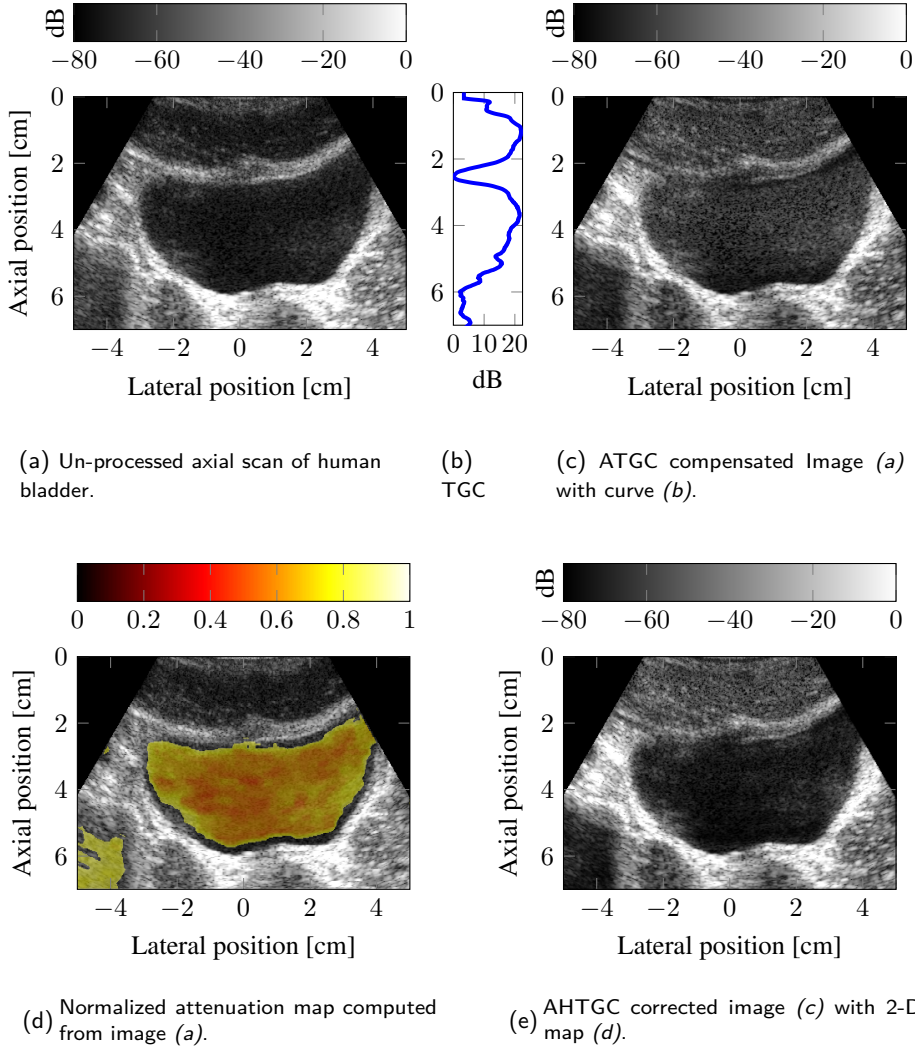 dB
−80 −60 −40 −20 0
dB
−80 −60 −40 −20 0
Axial position [cm]
0
2
4
6
−4 −2 0 2 4
Lateral position [cm]
0
2
4
6
0 10 20
dB
0
2
4
6
−4 −2 0 2 4
Lateral position [cm]
(a) Un-processed axial scan of human
bladder.
(b)
TGC
(c) ATGC compensated Image (a)
with curve (b).
0 0.2 0.4 0.6 0.8 1
dB
−80 −60 −40 −20 0
Axial position [cm]
0
2
4
6
−4 −2 0 2 4
Lateral position [cm]
Axial position [cm]
0
2
4
6
−4 −2 0 2 4
Lateral position [cm]
(d) Normalized attenuation map computed
from image (a).
(e) AHTGC corrected image (c) with 2-D
map (d).